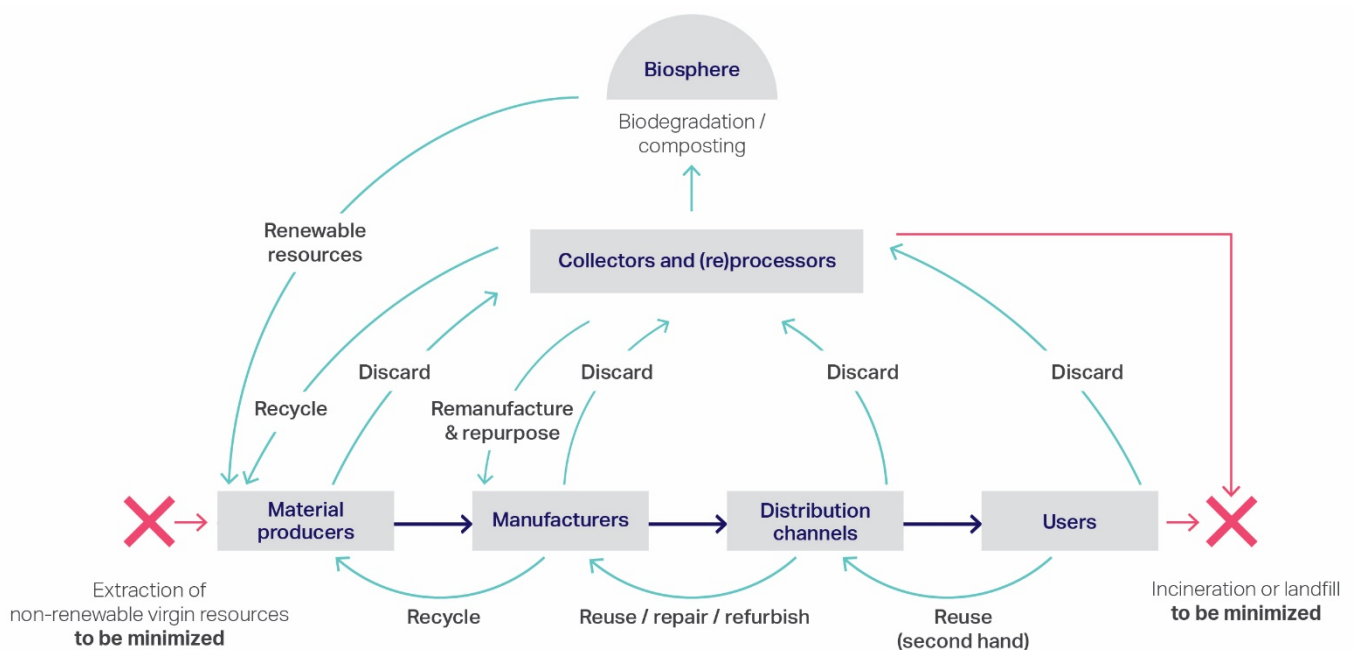 Biosphere
Biodegradation /
composting
Renewable
resources
Collectors and (re)processors
Discard
Discard
Discard
Discard
Recycle
Remanufacture
& repurpose
Material
producers
Manufacturers
Distribution
channels
Users
Extraction of
non-renewable virgin resources
to be minimized
Recycle
Reuse / repair / refurbish
Reuse
(second hand)
Incineration or landfill
to be minimized